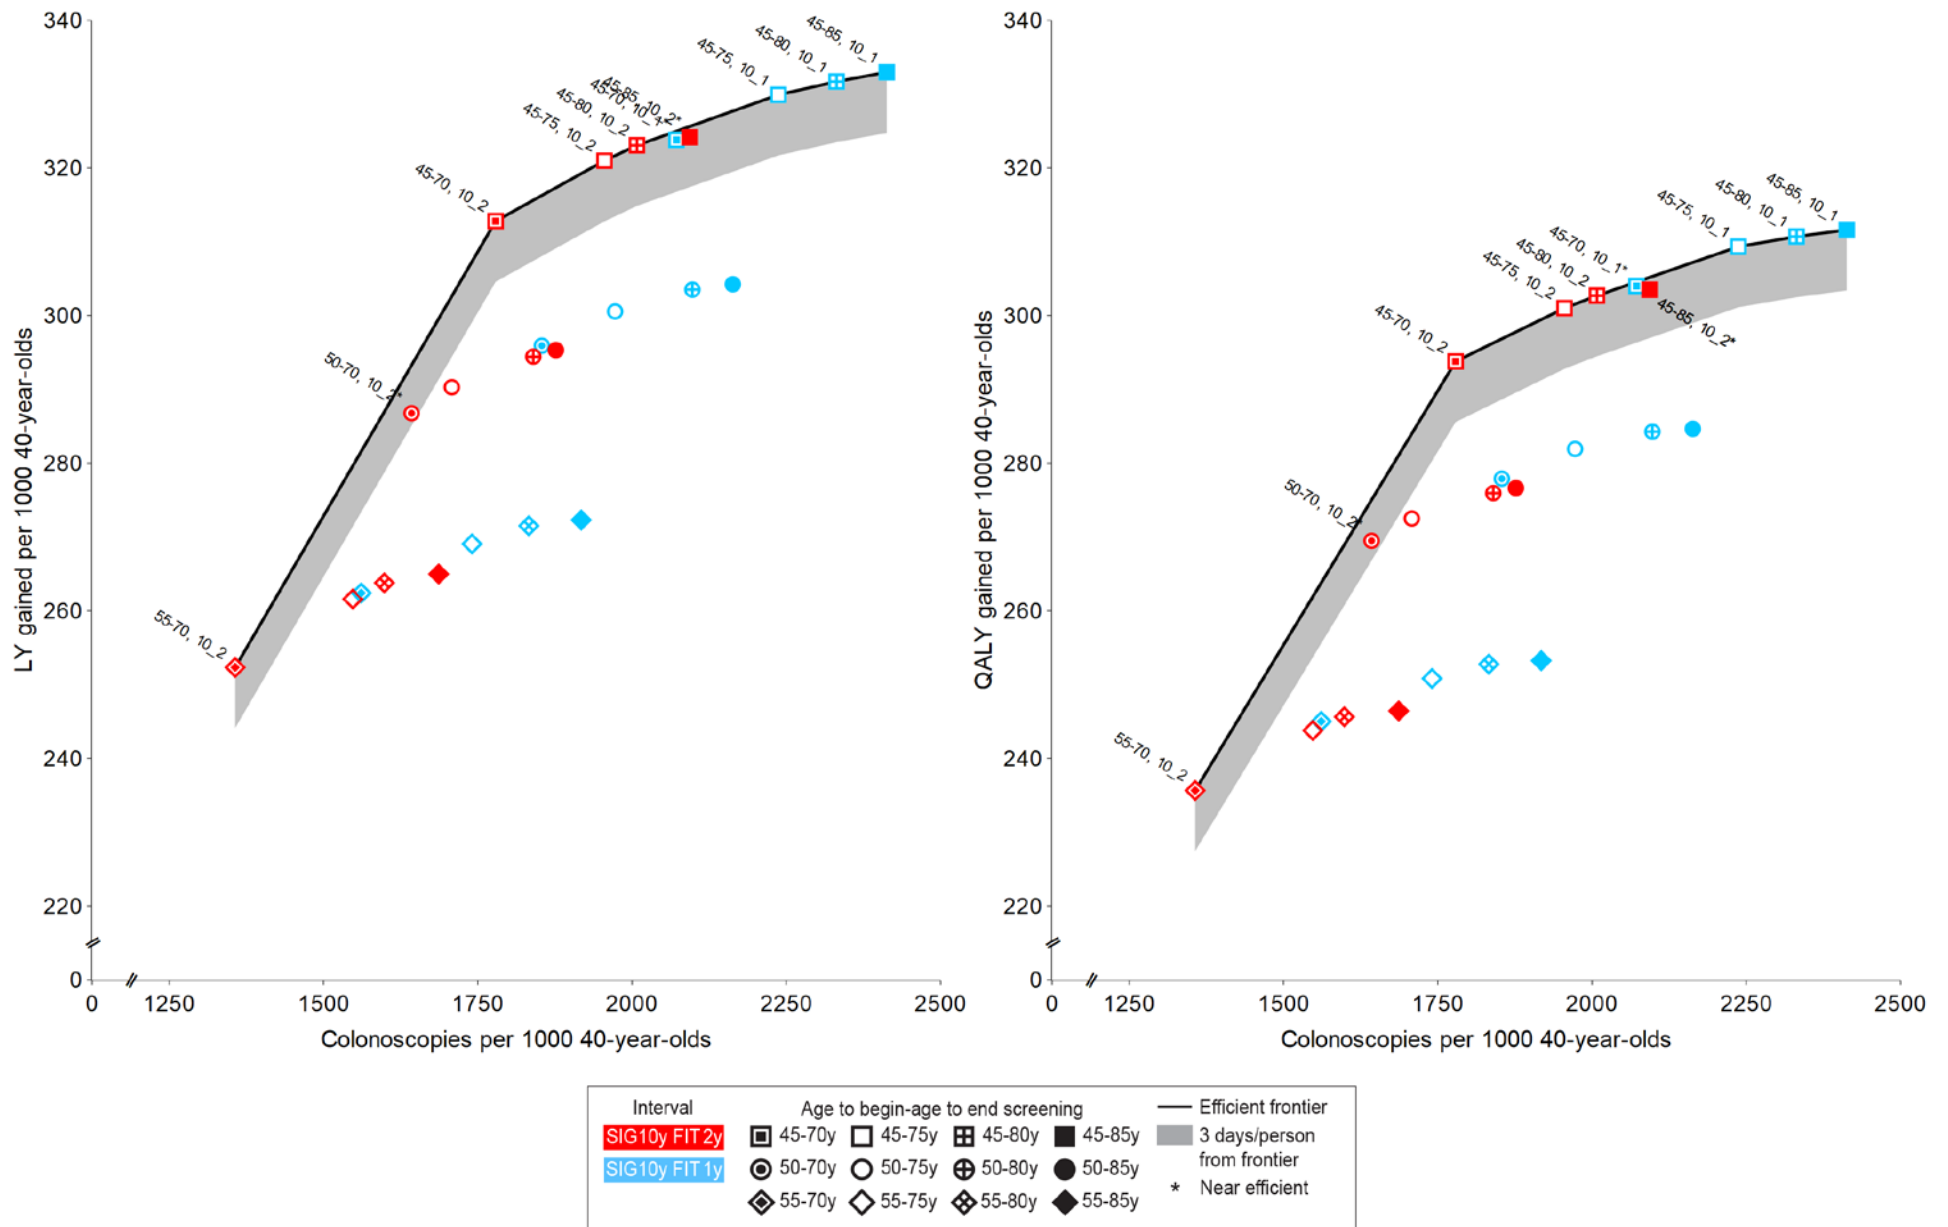 340
320
300
280
260
240
220
0
LY gained per 1000 40-year-olds
55-70, 10_2
50-70, 10_2*
45-70, 10_2
45-75, 10_2
45-80, 10_2
45-70, 10_1*
45-85, 10_2*
45-75, 10_1
45-80, 10_1
45-85, 10_1
0 1250 1500 1750 2000 2250 2500
Colonoscopies per 1000 40-year-olds
340
320
300
280
260
240
220
0
QALY gained per 1000 40-year-olds
55-70, 10_2
50-70, 10_2*
45-70, 10_2
45-75, 10_2
45-80, 10_2
45-70, 10_1*
45-85, 10_2*
45-75, 10_1
45-80, 10_1
45-85, 10_1
0 1250 1500 1750 2000 2250 2500
Colonoscopies per 1000 40-year-olds
Interval
SIG10y FIT 2y
SIG10y FIT 1y
Age to begin-age to end screening
45-70y 45-75y 45-80y 45-85y
50-70y 50-75y 50-80y 50-85y
55-70y 55-75y 55-80y 55-85y
Efficient frontier
3 days/person
from frontier
* Near efficient